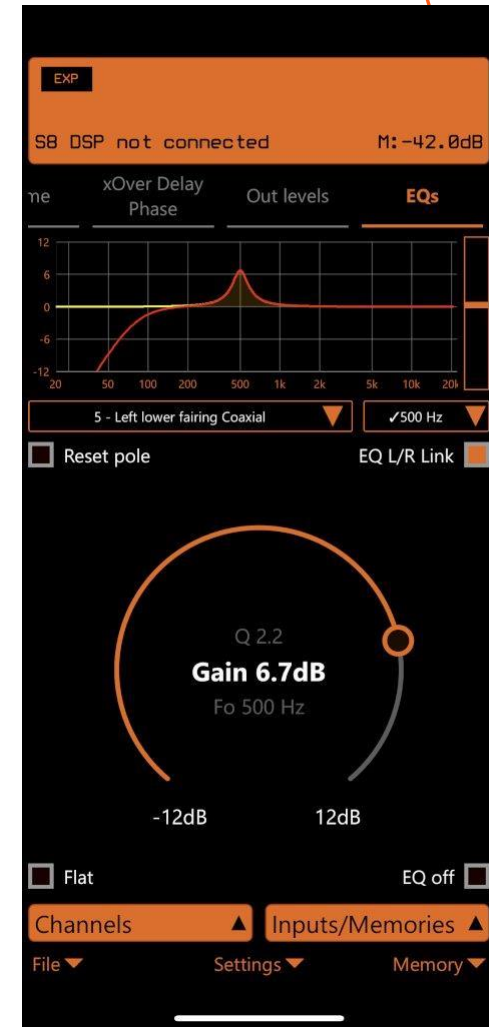 EXP
S8 DSP not connected M:-42.0dB
me xOver Delay Phase Out levels EQs
12
6
0
-6
-12
20 50 100 200 500 1k 2k 5k 10k 20k
5 - Left lower fairing Coaxial ✓500 Hz
Reset pole EQ L/R Link
Q 2.2
Gain 6.7dB
Fo 500 Hz
-12dB 12dB
Flat EQ off
Channels Inputs/Memories
File Settings Memory